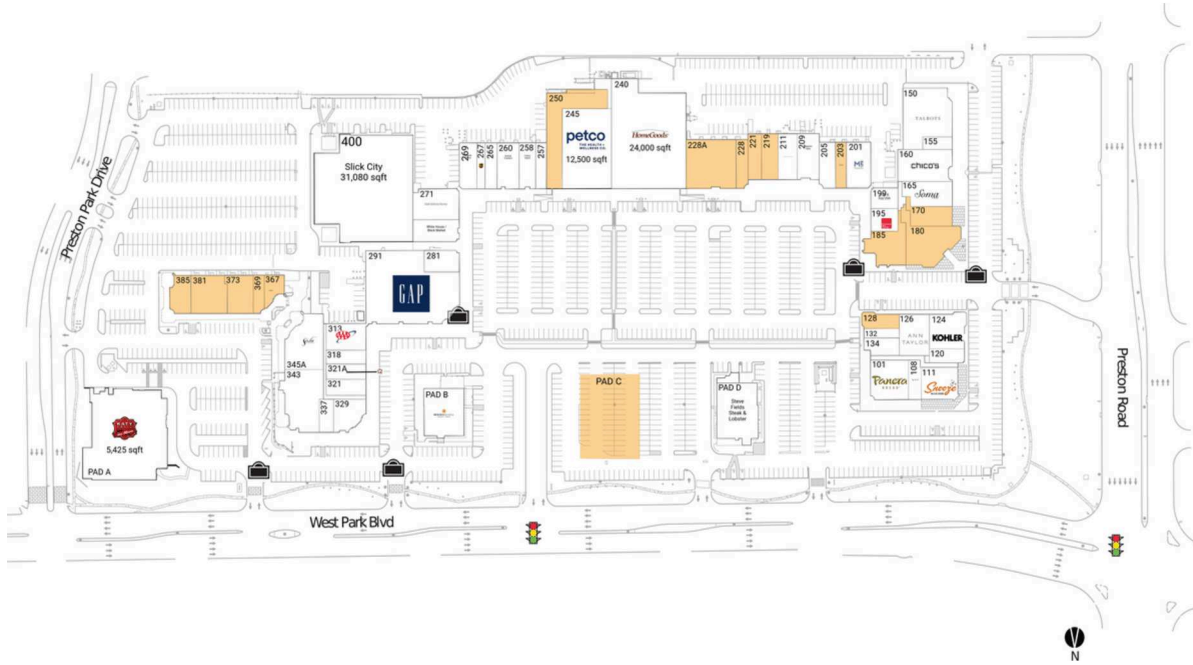 240
250
245
petco
THE HEALTH +
WELLNESS CO.
12,500 sqft
HomeGoods
24,000 sqft
150
TALBOTS
155
160
chico's
165
Soma
170
180
199
195
185
400
Slick City
31,080 sqft
269
267
265
260
258
257
228A
228
221
219
211
209
205
203
201
271
White House
Black Market
291
281
GAP
Preston Park Drive
385
381
373
369
367
313
318
321A
321
329
337
345A
343
128
126
124
132
134
ANN
TAYLOR
KOHLER
120
101
108
111
Panera
BREAD
Snooze
PAD C
PAD B
PAD D
Steve
Fields
Steak &
Lobster
5,425 sqft
PAD A
Preston Road
West Park Blvd
N